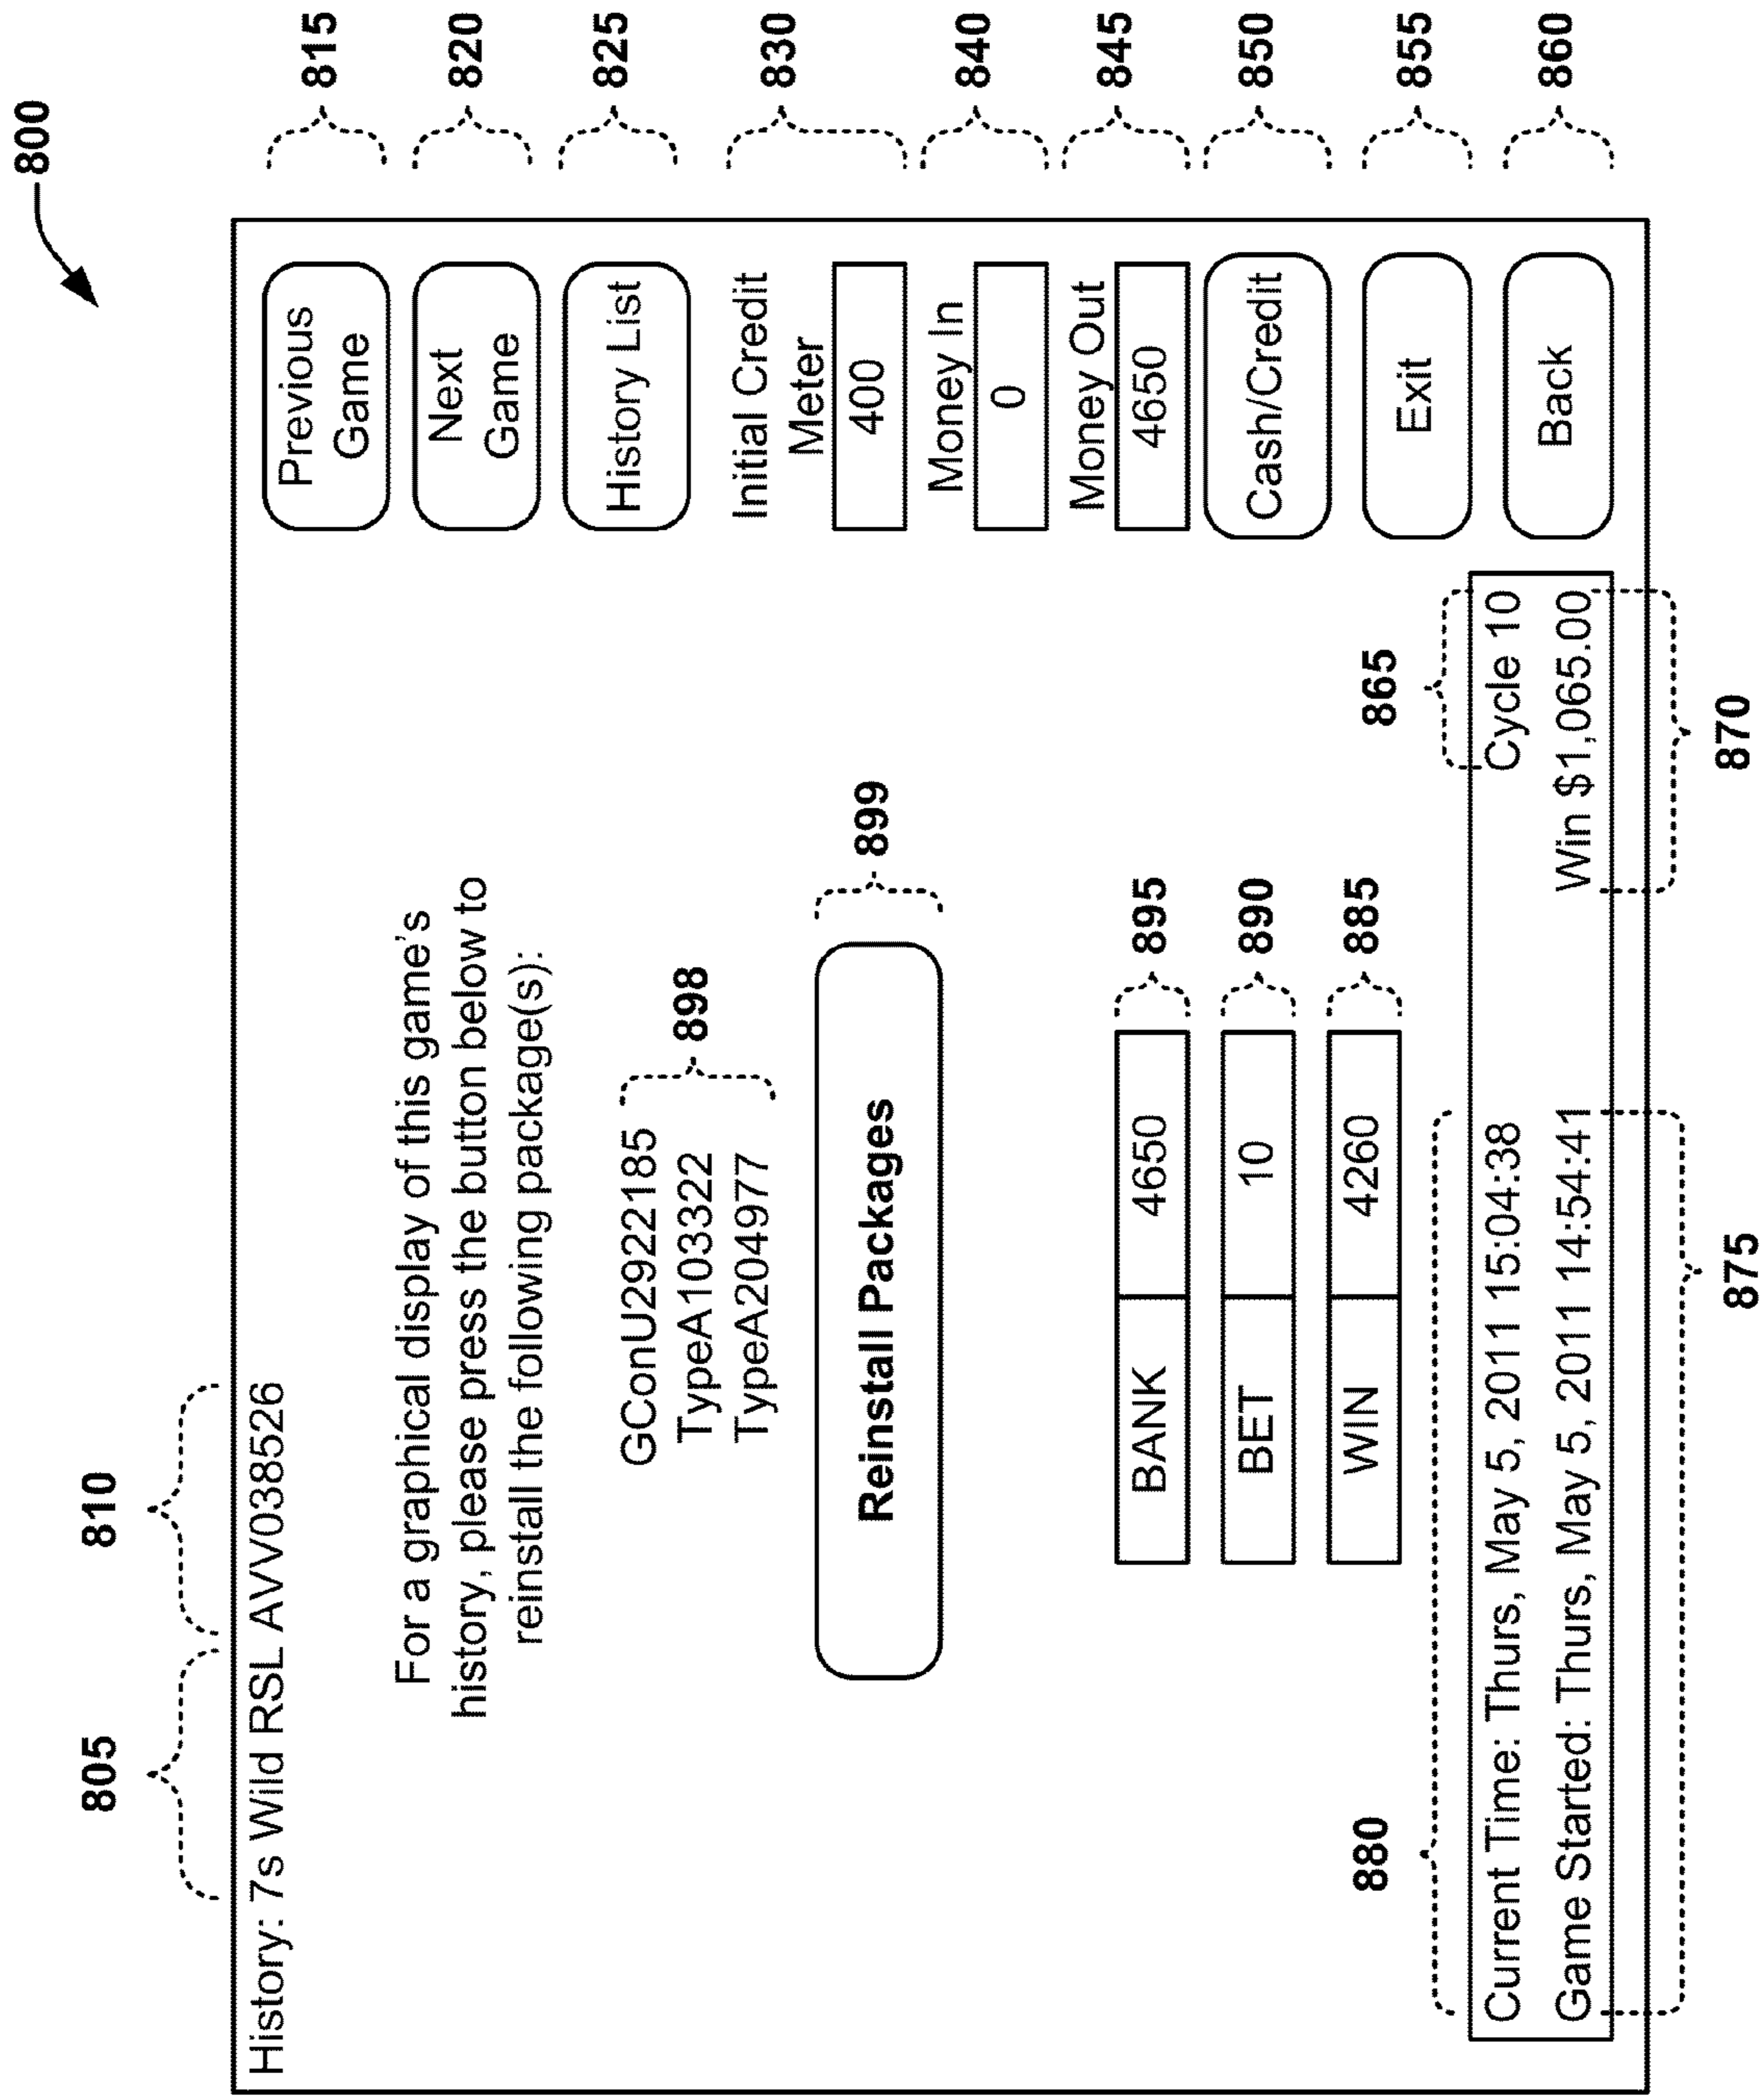 800
805
810
History: 7s Wild RSL AVV038526
For a graphical display of this game's
history, please press the button below to
reinstall the following package(s):
GConU2922185
TypeA103322
TypeA204977
898
Reinstall Packages
899
BANK 4650 895
BET 10 890
WIN 4260 885
Previous
Game
815
Next
Game
820
History List
825
Initial Credit
Meter
400
830
Money In
0
840
Money Out
4650
845
Cash/Credit
850
Exit
855
Back
860
880
865
Current Time: Thurs, May 5, 2011 15:04:38 Cycle 10
Game Started: Thurs, May 5, 2011 14:54:41 Win $1,065.00
875
870